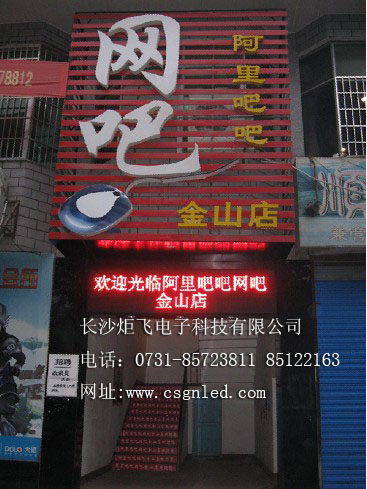 78812
网吧
阿里吧吧
金山店
欢迎光临阿里吧吧网吧
金山店
长沙炬飞电子科技有限公司
电话：0731-85723811 85122163
网址:www.csgnled.com
招聘
POLO